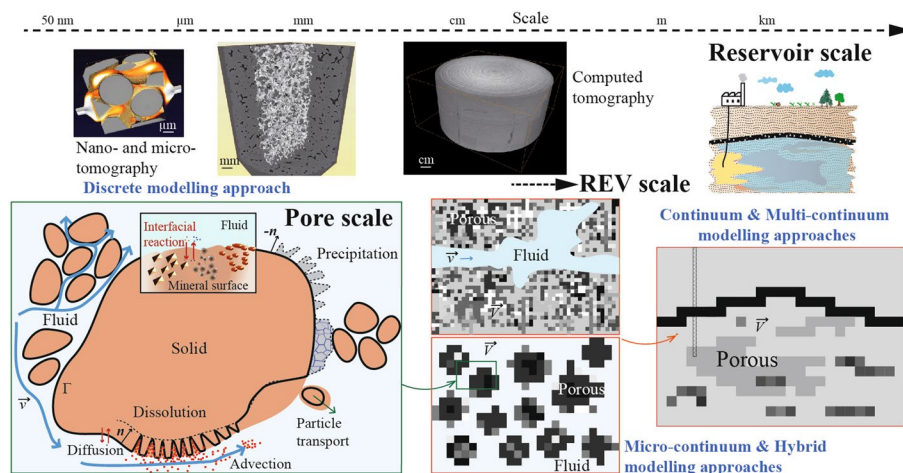 50 nm
µm
mm
Scale
cm
m
km
Reservoir scale
Computed
tomography
µm
mm
cm
Nano- and micro-
tomography
Discrete modelling approach
REV scale
Pore scale
Continuum & Multi-continuum
modelling approaches
Interfacial
reaction
Fluid
-n
Precipitation
Mineral surface
Fluid
Solid
Γ
v
Dissolution
n
Diffusion
Advection
Particle
transport
Porous
Fluid
v
V
V
Porous
Fluid
V
Porous
Micro-continuum & Hybrid
modelling approaches